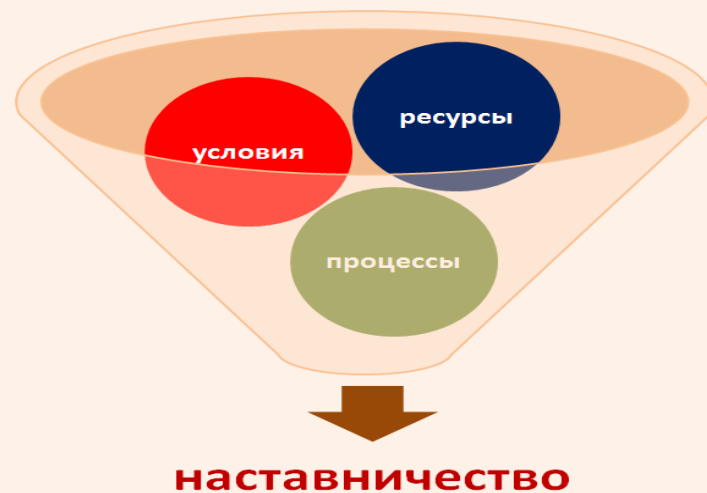 ресурсы
условия
процессы
наставничество